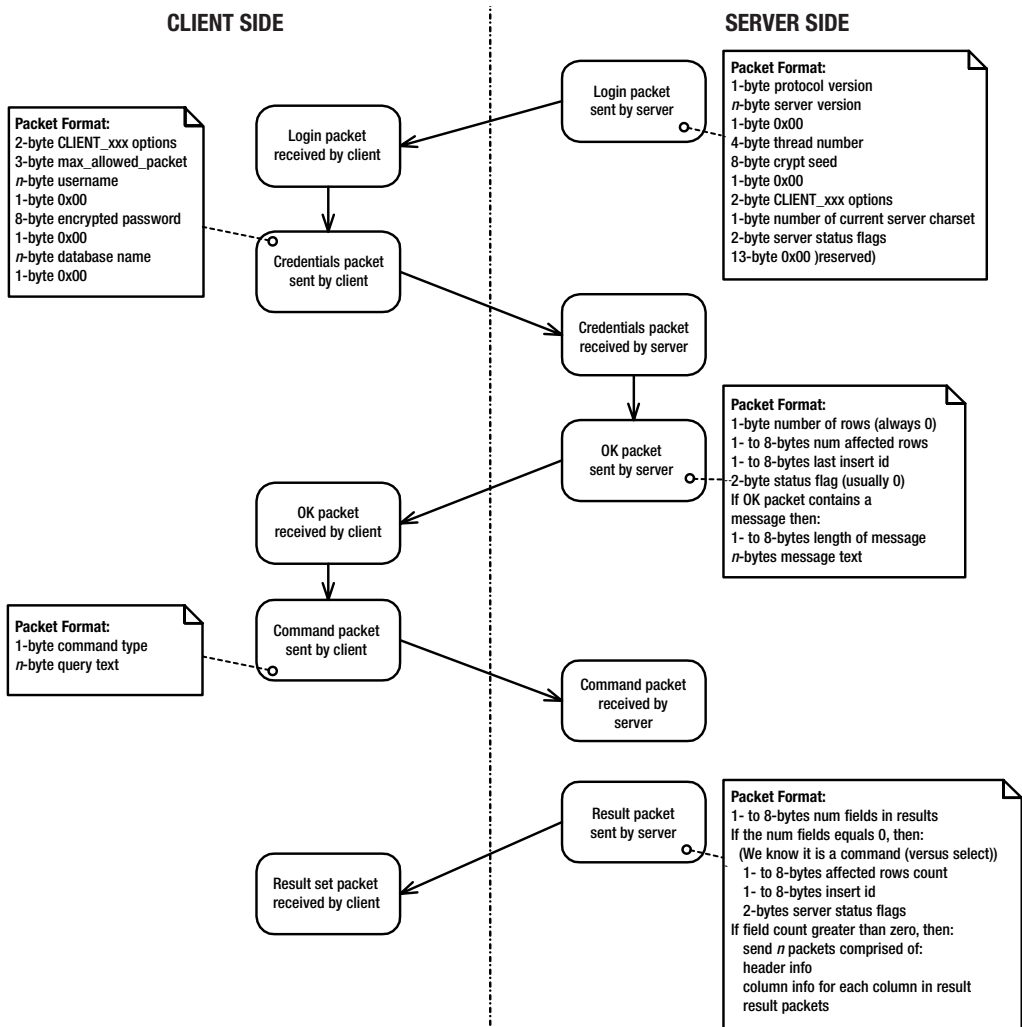 CLIENT SIDE
SERVER SIDE
Login packet
sent by server
Packet Format:
1-byte protocol version
n-byte server version
1-byte 0x00
4-byte thread number
8-byte crypt seed
1-byte 0x00
2-byte CLIENT_xxx options
1-byte number of current server charset
2-byte server status flags
13-byte 0x00 )reserved)
Login packet
received by client
Packet Format:
2-byte CLIENT_xxx options
3-byte max_allowed_packet
n-byte username
1-byte 0x00
8-byte encrypted password
1-byte 0x00
n-byte database name
1-byte 0x00
Credentials packet
sent by client
Credentials packet
received by server
OK packet
sent by server
Packet Format:
1-byte number of rows (always 0)
1- to 8-bytes num affected rows
1- to 8-bytes last insert id
2-byte status flag (usually 0)
If OK packet contains a
message then:
1- to 8-bytes length of message
n-bytes message text
OK packet
received by client
Command packet
sent by client
Packet Format:
1-byte command type
n-byte query text
Command packet
received by
server
Result packet
sent by server
Packet Format:
1- to 8-bytes num fields in results
If the num fields equals 0, then:
(We know it is a command (versus select))
1- to 8-bytes affected rows count
1- to 8-bytes insert id
2-bytes server status flags
If field count greater than zero, then:
send n packets comprised of:
header info
column info for each column in result
result packets
Result set packet
received by client